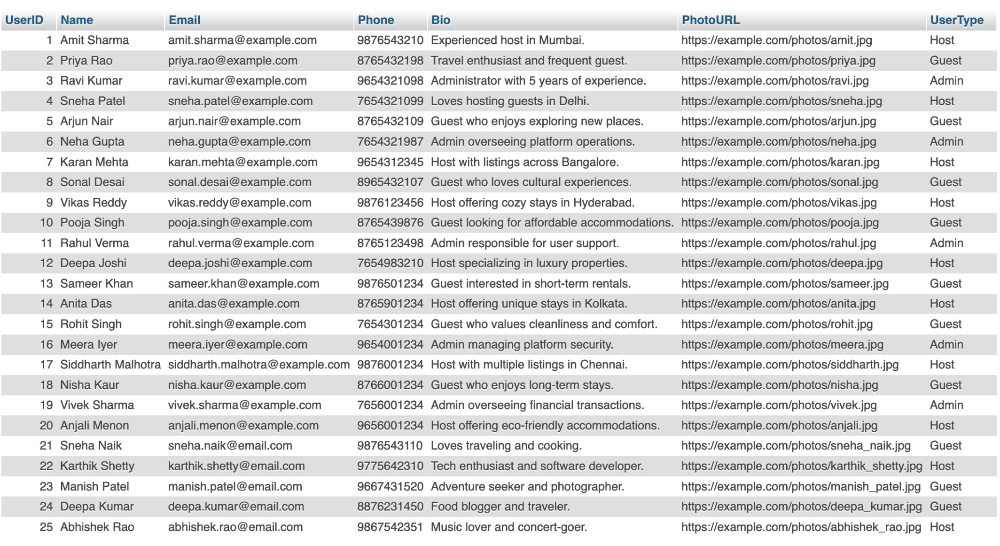 UserID Name Email Phone Bio PhotoURL UserType
1 Amit Sharma amit.sharma@example.com 9876543210 Experienced host in Mumbai. https://example.com/photos/amit.jpg Host
2 Priya Rao priya.rao@example.com 8765432198 Travel enthusiast and frequent guest. https://example.com/photos/priya.jpg Guest
3 Ravi Kumar ravi.kumar@example.com 9654321098 Administrator with 5 years of experience. https://example.com/photos/ravi.jpg Admin
4 Sneha Patel sneha.patel@example.com 7654321099 Loves hosting guests in Delhi. https://example.com/photos/sneha.jpg Host
5 Arjun Nair arjun.nair@example.com 8765432109 Guest who enjoys exploring new places. https://example.com/photos/arjun.jpg Guest
6 Neha Gupta neha.gupta@example.com 7654321987 Admin overseeing platform operations. https://example.com/photos/neha.jpg Admin
7 Karan Mehta karan.mehta@example.com 9654312345 Host with listings across Bangalore. https://example.com/photos/karan.jpg Host
8 Sonal Desai sonal.desai@example.com 8965432107 Guest who loves cultural experiences. https://example.com/photos/sonal.jpg Guest
9 Vikas Reddy vikas.reddy@example.com 9876123456 Host offering cozy stays in Hyderabad. https://example.com/photos/vikas.jpg Host
10 Pooja Singh pooja.singh@example.com 8765439876 Guest looking for affordable accommodations. https://example.com/photos/pooja.jpg Guest
11 Rahul Verma rahul.verma@example.com 8765123498 Admin responsible for user support. https://example.com/photos/rahul.jpg Admin
12 Deepa Joshi deepa.joshi@example.com 7654983210 Host specializing in luxury properties. https://example.com/photos/deepa.jpg Host
13 Sameer Khan sameer.khan@example.com 9876501234 Guest interested in short-term rentals. https://example.com/photos/sameer.jpg Guest
14 Anita Das anita.das@example.com 8765901234 Host offering unique stays in Kolkata. https://example.com/photos/anita.jpg Host
15 Rohit Singh rohit.singh@example.com 7654301234 Guest who values cleanliness and comfort. https://example.com/photos/rohit.jpg Guest
16 Meera Iyer meera.iyer@example.com 9654001234 Admin managing platform security. https://example.com/photos/meera.jpg Admin
17 Siddharth Malhotra siddharth.malhotra@example.com 9876001234 Host with multiple listings in Chennai. https://example.com/photos/siddharth.jpg Host
18 Nisha Kaur nisha.kaur@example.com 8766001234 Guest who enjoys long-term stays. https://example.com/photos/nisha.jpg Guest
19 Vivek Sharma vivek.sharma@example.com 7656001234 Admin overseeing financial transactions. https://example.com/photos/vivek.jpg Admin
20 Anjali Menon anjali.menon@example.com 9656001234 Host offering eco-friendly accommodations. https://example.com/photos/anjali.jpg Host
21 Sneha Naik sneha.naik@email.com 9876543110 Loves traveling and cooking. https://example.com/photos/sneha_naik.jpg Guest
22 Karthik Shetty karthik.shetty@email.com 9775642310 Tech enthusiast and software developer. https://example.com/photos/karthik_shetty.jpg Host
23 Manish Patel manish.patel@email.com 9667431520 Adventure seeker and photographer. https://example.com/photos/manish_patel.jpg Guest
24 Deepa Kumar deepa.kumar@email.com 8876231450 Food blogger and traveler. https://example.com/photos/deepa_kumar.jpg Guest
25 Abhishek Rao abhishek.rao@email.com 9867542351 Music lover and concert-goer. https://example.com/photos/abhishek_rao.jpg Host